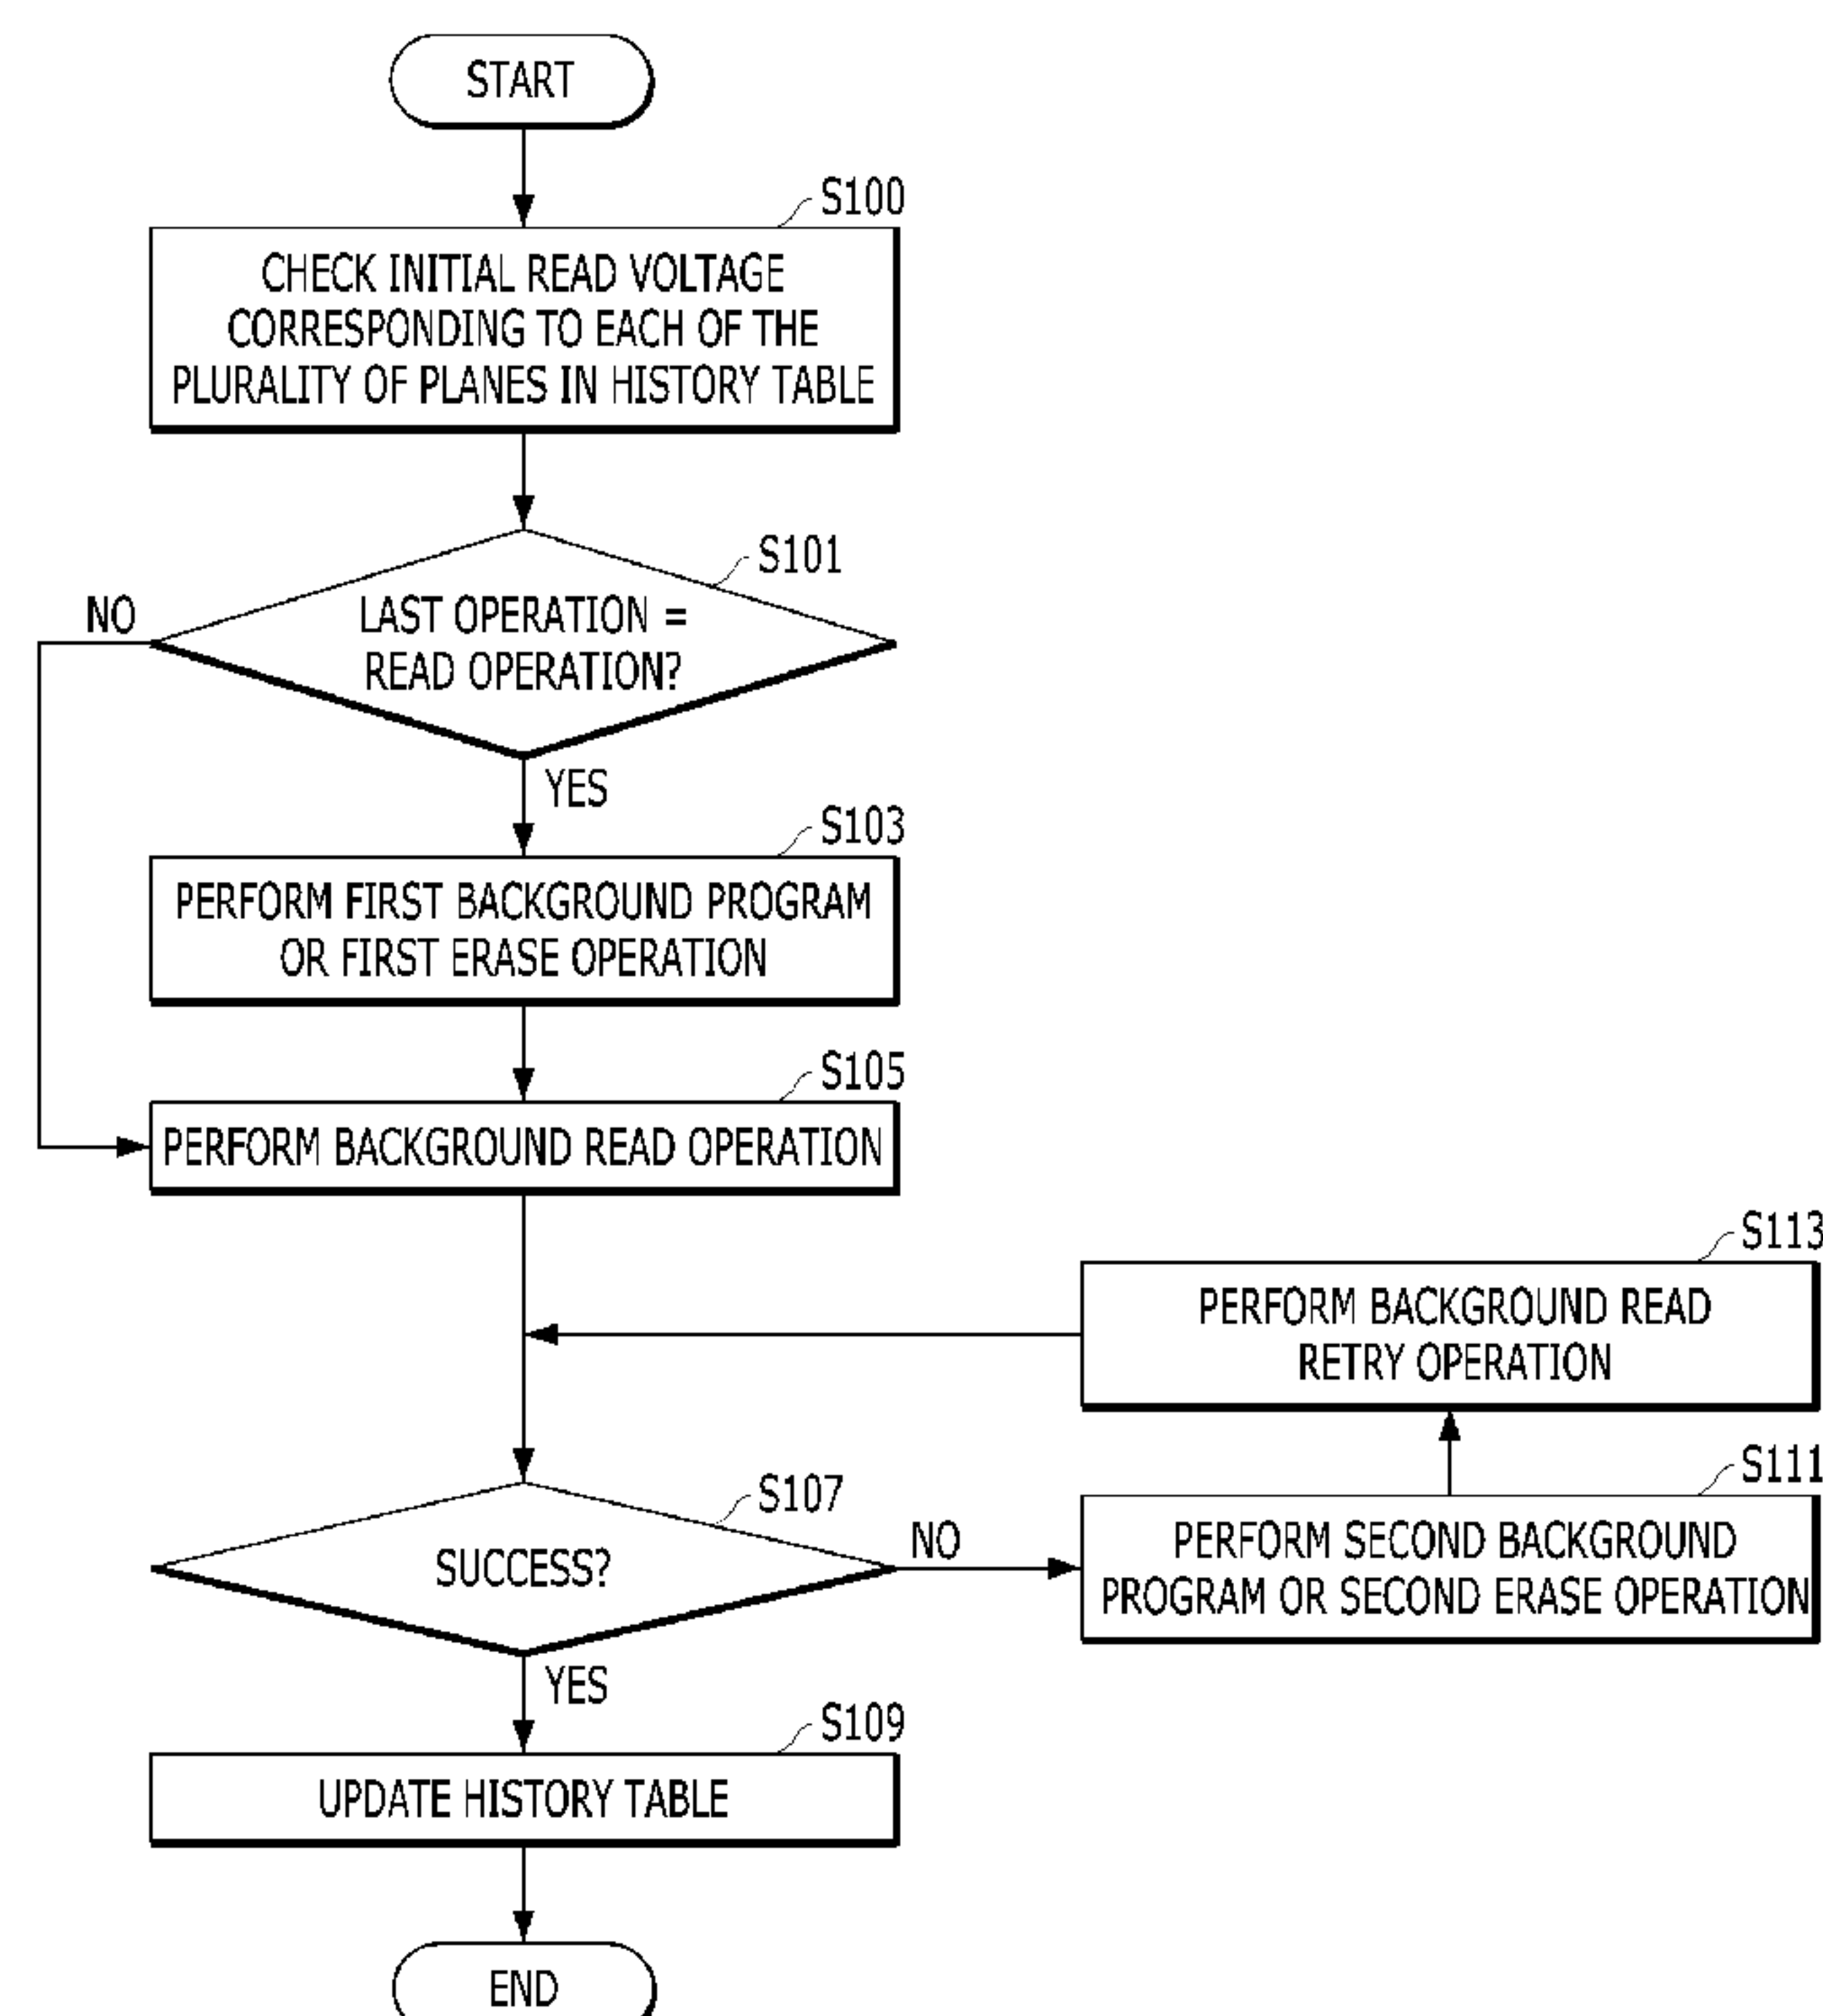 START
S100
CHECK INITIAL READ VOLTAGE
CORRESPONDING TO EACH OF THE
PLURALITY OF PLANES IN HISTORY TABLE
S101
NO
LAST OPERATION =
READ OPERATION?
YES
S103
PERFORM FIRST BACKGROUND PROGRAM
OR FIRST ERASE OPERATION
S105
PERFORM BACKGROUND READ OPERATION
S113
PERFORM BACKGROUND READ
RETRY OPERATION
S107
SUCCESS?
NO
S111
PERFORM SECOND BACKGROUND
PROGRAM OR SECOND ERASE OPERATION
YES
S109
UPDATE HISTORY TABLE
END